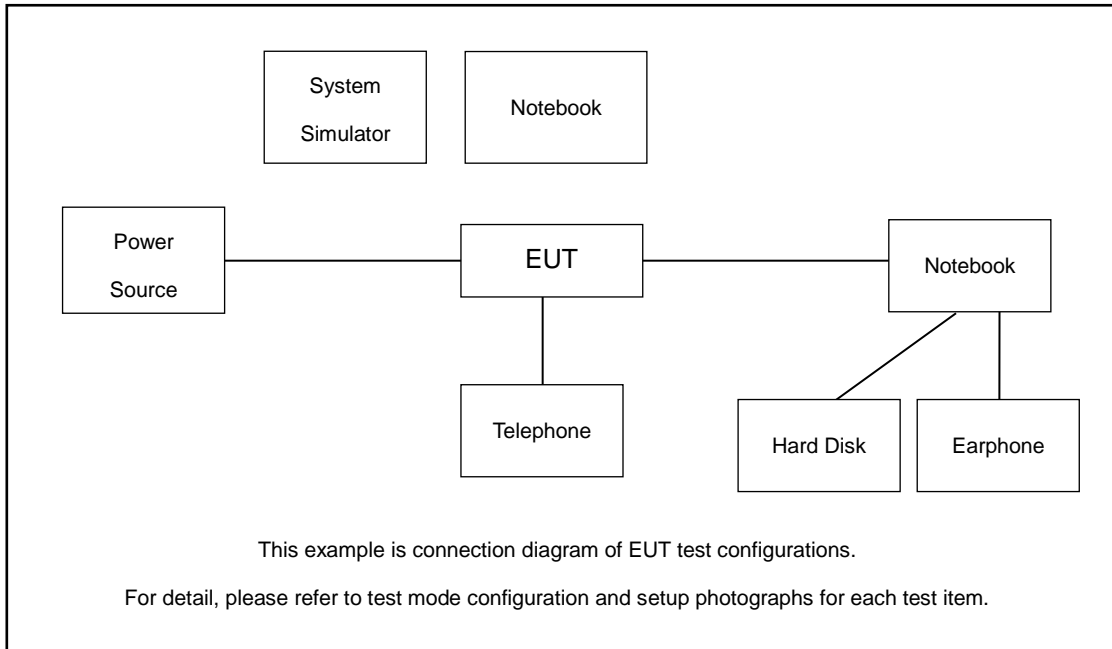 System
Simulator
Notebook
Power
Source
EUT
Notebook
Telephone
Hard Disk
Earphone
This example is connection diagram of EUT test configurations.
For detail, please refer to test mode configuration and setup photographs for each test item.